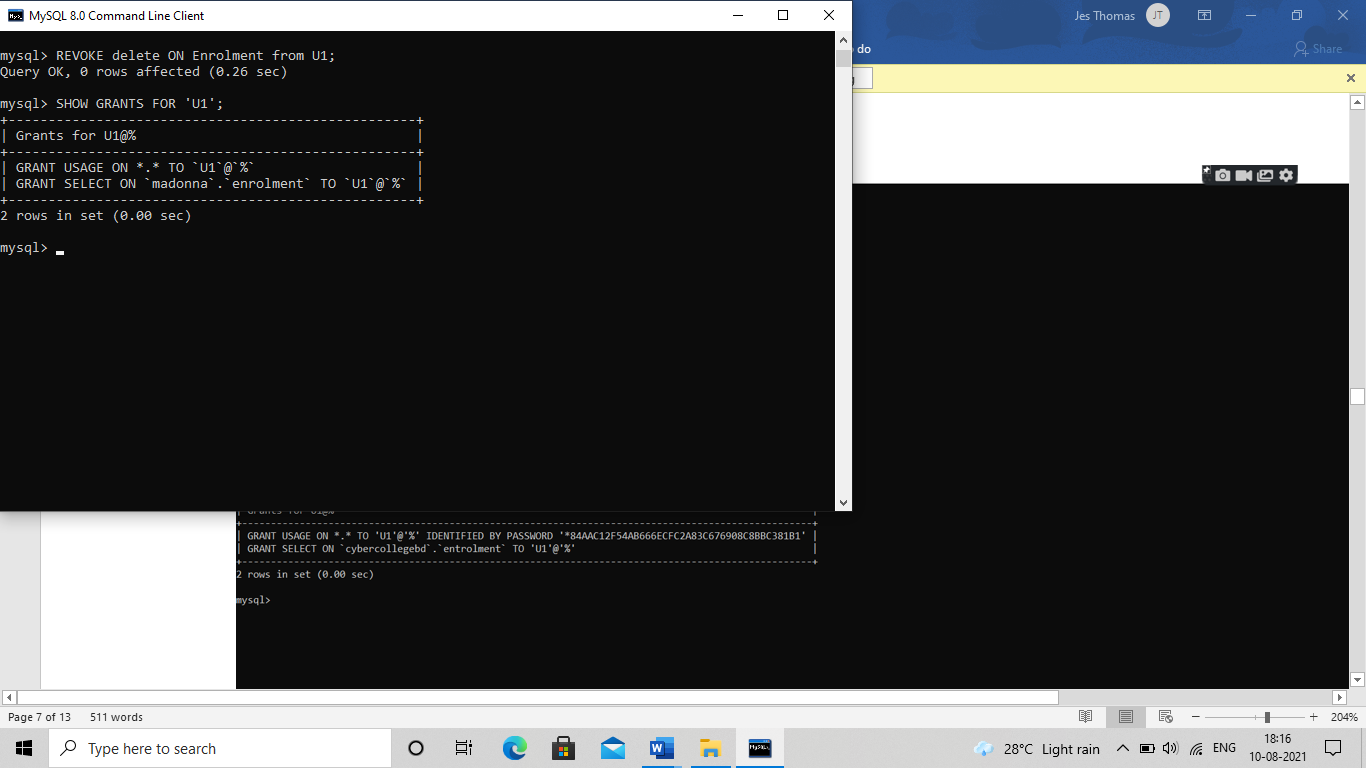 MySQL 8.0 Command Line Client
Jes Thomas JT
do
Share
mysql> REVOKE delete ON Enrolment from U1;
Query OK, 0 rows affected (0.26 sec)
mysql> SHOW GRANTS FOR 'U1';
+---------------------------------------------------+
| Grants for U1@% |
+---------------------------------------------------+
| GRANT USAGE ON *.* TO `U1`@`%` |
| GRANT SELECT ON `madonna`.`enrolment` TO `U1`@`%` |
+---------------------------------------------------+
2 rows in set (0.00 sec)
mysql>
| Grants for U1@% |
| GRANT USAGE ON *.* TO 'U1'@'%' IDENTIFIED BY PASSWORD '*84AAC12F54AB666ECFC2A83C676908C8BBC381B1' |
| GRANT SELECT ON `cybercollegebd`.`entrolment` TO 'U1'@'%' |
2 rows in set (0.00 sec)
mysql>
Page 7 of 13 511 words
204%
Type here to search
28°C Light rain
ENG
18:16
10-08-2021